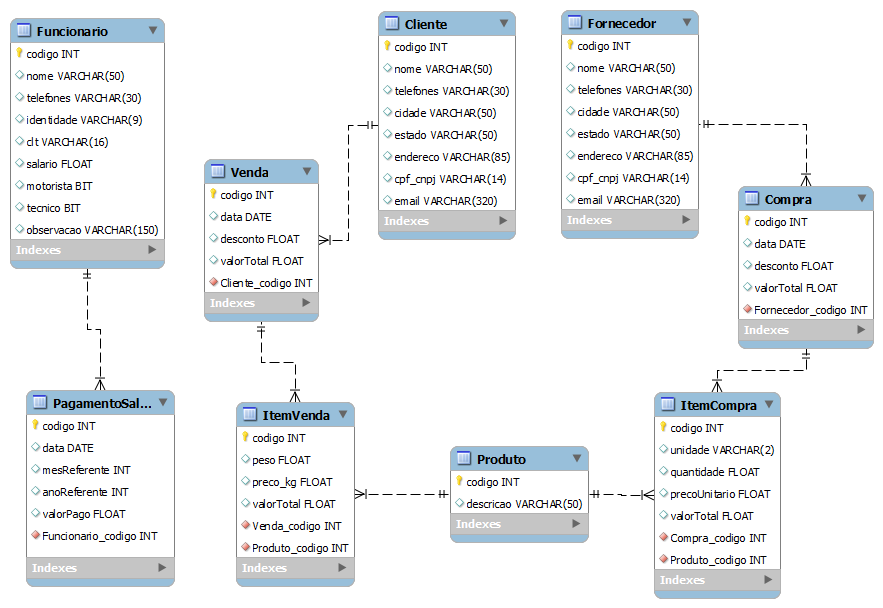 Funcionario
codigo INT
nome VARCHAR(50)
telefones VARCHAR(30)
identidade VARCHAR(9)
clt VARCHAR(16)
salario FLOAT
motorista BIT
tecnico BIT
observacao VARCHAR(150)
Indexes
Venda
codigo INT
data DATE
desconto FLOAT
valorTotal FLOAT
Cliente_codigo INT
Indexes
Cliente
codigo INT
nome VARCHAR(50)
telefones VARCHAR(30)
cidade VARCHAR(50)
estado VARCHAR(50)
endereco VARCHAR(85)
cpf_cnpj VARCHAR(14)
email VARCHAR(320)
Indexes
Fornecedor
codigo INT
nome VARCHAR(50)
telefones VARCHAR(30)
cidade VARCHAR(50)
estado VARCHAR(50)
endereco VARCHAR(85)
cpf_cnpj VARCHAR(14)
email VARCHAR(320)
Indexes
Compra
codigo INT
data DATE
desconto FLOAT
valorTotal FLOAT
Fornecedor_codigo INT
Indexes
PagamentoSal...
codigo INT
data DATE
mesReferente INT
anoReferente INT
valorPago FLOAT
Funcionario_codigo INT
Indexes
ItemVenda
codigo INT
peso FLOAT
preco_kg FLOAT
valorTotal FLOAT
Venda_codigo INT
Produto_codigo INT
Indexes
Produto
codigo INT
descricao VARCHAR(50)
Indexes
ItemCompra
codigo INT
unidade VARCHAR(2)
quantidade FLOAT
precoUnitario FLOAT
valorTotal FLOAT
Compra_codigo INT
Produto_codigo INT
Indexes